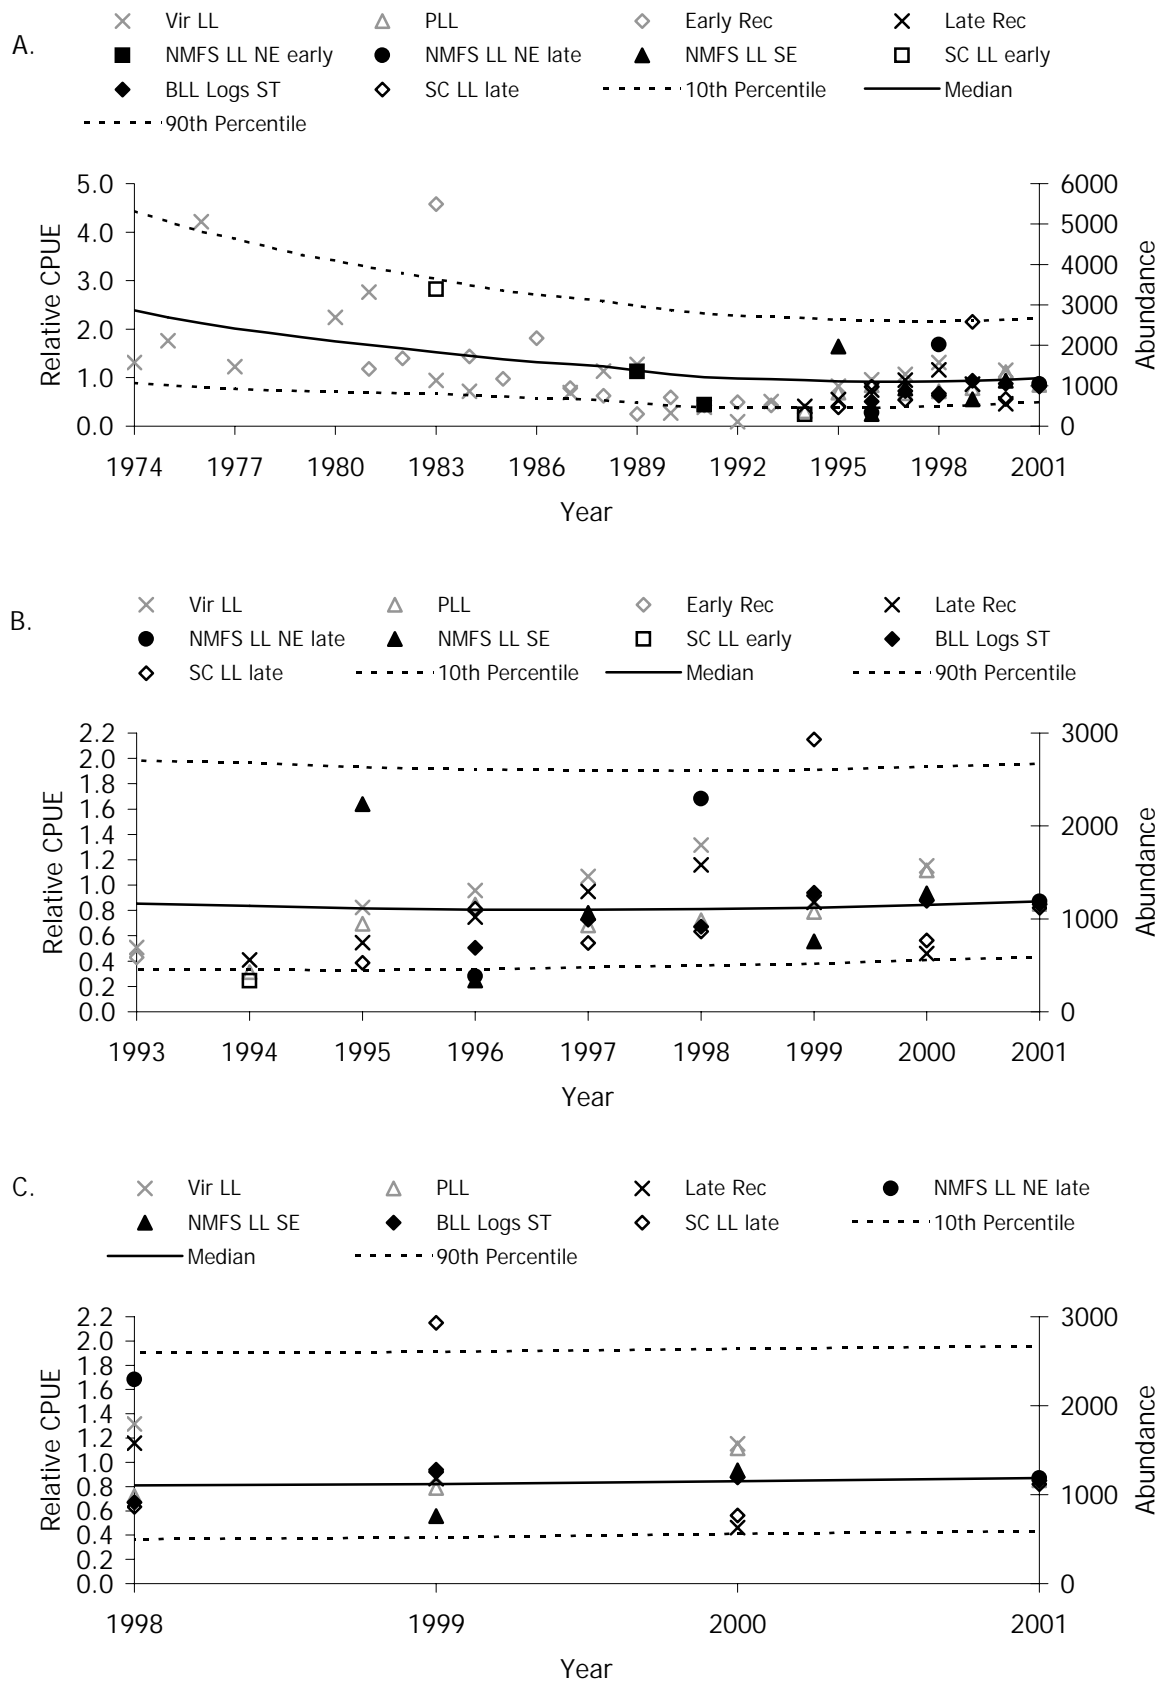 A.
Vir LL PLL Early Rec Late Rec
NMFS LL NE early NMFS LL NE late NMFS LL SE SC LL early
BLL Logs ST SC LL late 10th Percentile Median
90th Percentile
5.0 6000
4.0 5000
3.0 4000
2.0 3000
1.0 2000
0.0 1000
0
Relative CPUE
Abundance
1974 1977 1980 1983 1986 1989 1992 1995 1998 2001
Year
B.
Vir LL PLL Early Rec Late Rec
NMFS LL NE late NMFS LL SE SC LL early BLL Logs ST
SC LL late 10th Percentile Median 90th Percentile
2.2 3000
2.0
1.8
1.6 2000
1.4
1.2
1.0
0.8 1000
0.6
0.4
0.2
0.0 0
Relative CPUE
Abundance
1993 1994 1995 1996 1997 1998 1999 2000 2001
Year
C.
Vir LL PLL Late Rec NMFS LL NE late
NMFS LL SE BLL Logs ST SC LL late 10th Percentile
Median 90th Percentile
2.2 3000
2.0
1.8
1.6 2000
1.4
1.2
1.0
0.8 1000
0.6
0.4
0.2
0.0 0
Relative CPUE
Abundance
1998 1999 2000 2001
Year